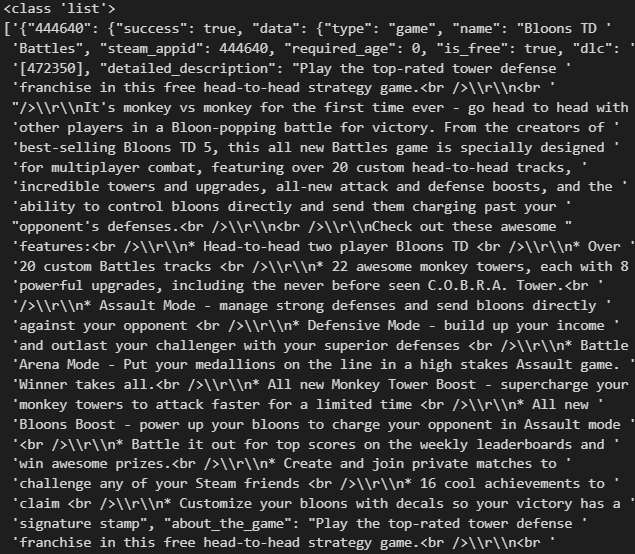 <class 'list'>
['{"444640": {"success": true, "data": {"type": "game", "name": "Bloons TD '
'Battles", "steam_appid": 444640, "required_age": 0, "is_free": true, "dlc": '
'[472350], "detailed_description": "Play the top-rated tower defense '
'franchise in this free head-to-head strategy game.<br />\\r\\n<br '
"/>\\r\\nIt's monkey vs monkey for the first time ever - go head to head with
'other players in a Bloon-popping battle for victory. From the creators of '
'best-selling Bloons TD 5, this all new Battles game is specially designed '
'for multiplayer combat, featuring over 20 custom head-to-head tracks, '
'incredible towers and upgrades, all-new attack and defense boosts, and the '
'ability to control bloons directly and send them charging past your '
"opponent's defenses.<br />\\r\\n<br />\\r\\nCheck out these awesome "
'features:<br />\\r\\n* Head-to-head two player Bloons TD <br />\\r\\n* Over '
'20 custom Battles tracks <br />\\r\\n* 22 awesome monkey towers, each with 8
'powerful upgrades, including the never before seen C.O.B.R.A. Tower.<br '
'/>\\r\\n* Assault Mode - manage strong defenses and send bloons directly '
'against your opponent <br />\\r\\n* Defensive Mode - build up your income '
'and outlast your challenger with your superior defenses <br />\\r\\n* Battle
'Arena Mode - Put your medallions on the line in a high stakes Assault game. '
'Winner takes all.<br />\\r\\n* All new Monkey Tower Boost - supercharge your
'monkey towers to attack faster for a limited time <br />\\r\\n* All new '
'Bloons Boost - power up your bloons to charge your opponent in Assault mode '
'<br />\\r\\n* Battle it out for top scores on the weekly leaderboards and '
'win awesome prizes.<br />\\r\\n* Create and join private matches to '
'challenge any of your Steam friends <br />\\r\\n* 16 cool achievements to '
'claim <br />\\r\\n* Customize your bloons with decals so your victory has a '
'signature stamp", "about_the_game": "Play the top-rated tower defense '
'franchise in this free head-to-head strategy game.<br />\\r\\n<br '